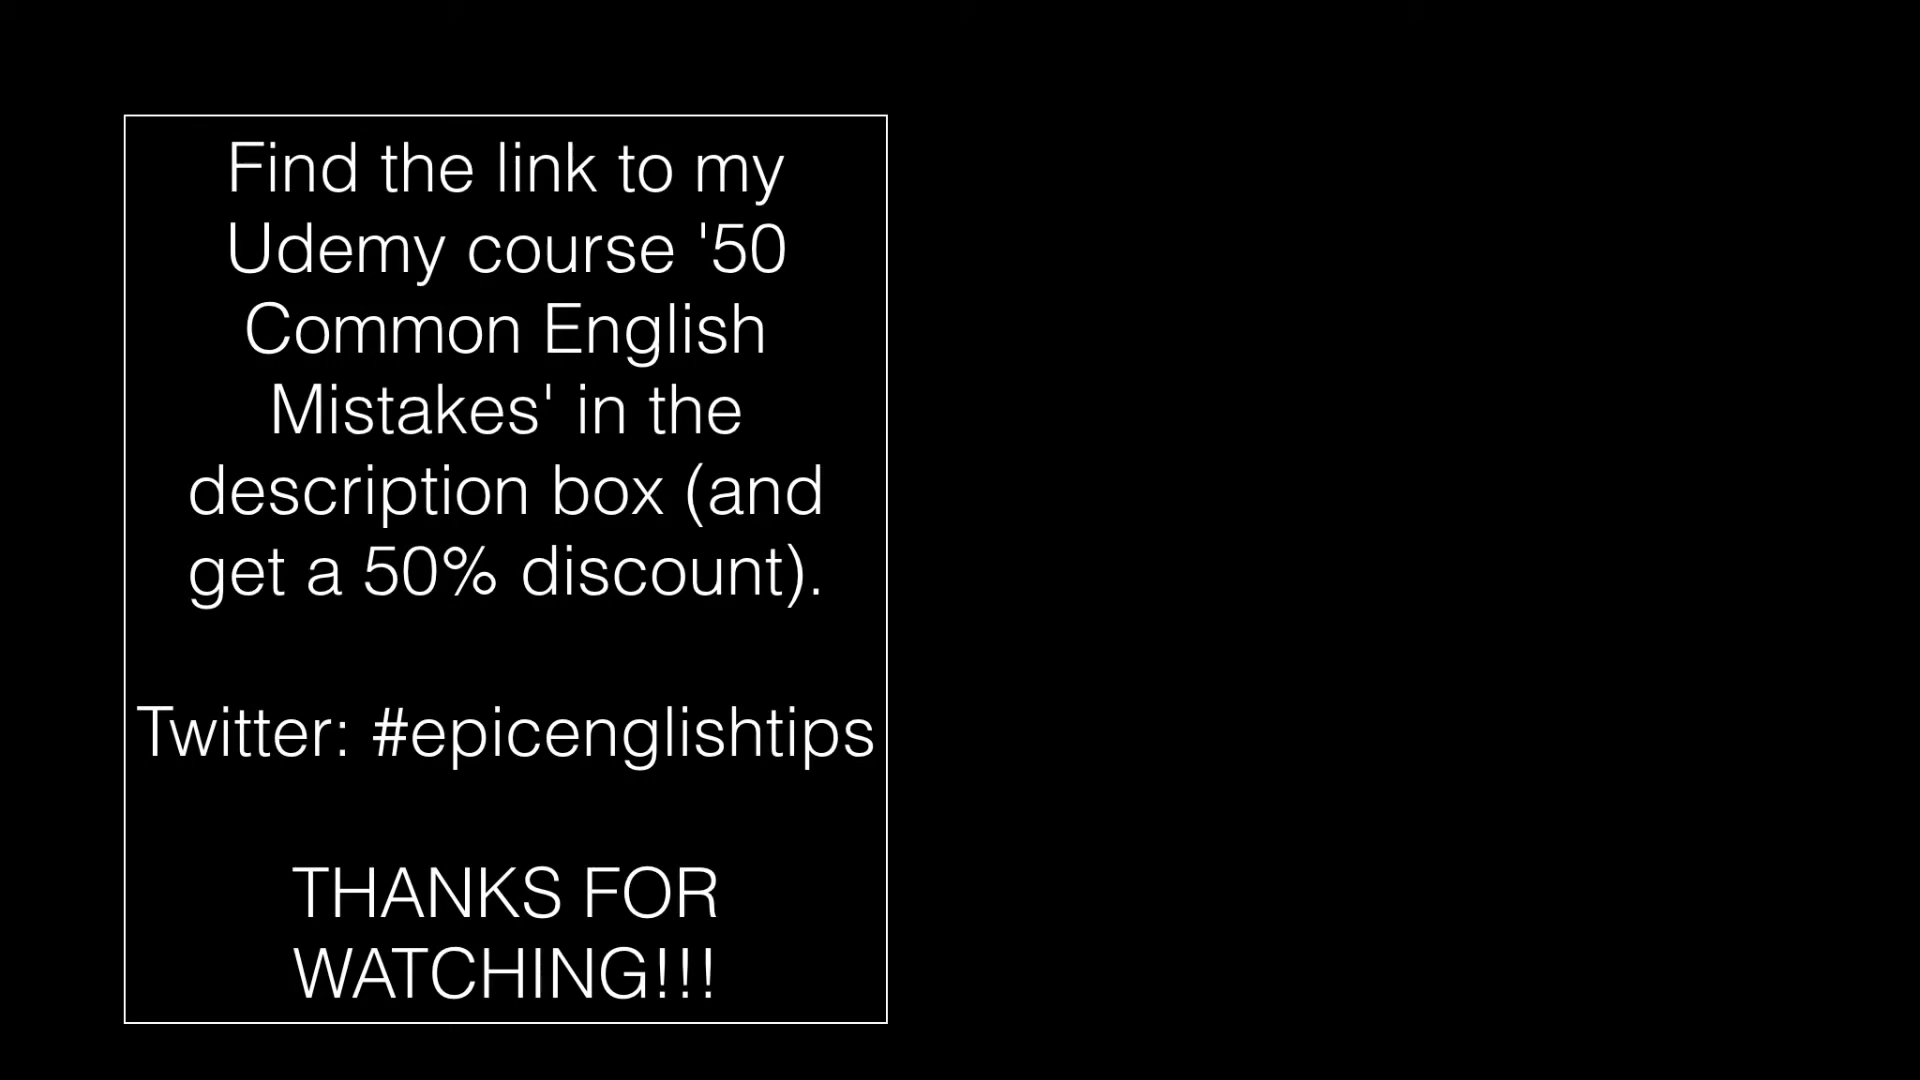 Find the link to my
Udemy course '50
Common English
Mistakes' in the
description box (and
get a 50% discount).
Twitter: #epicenglishtips
THANKS FOR
WATCHING!!!